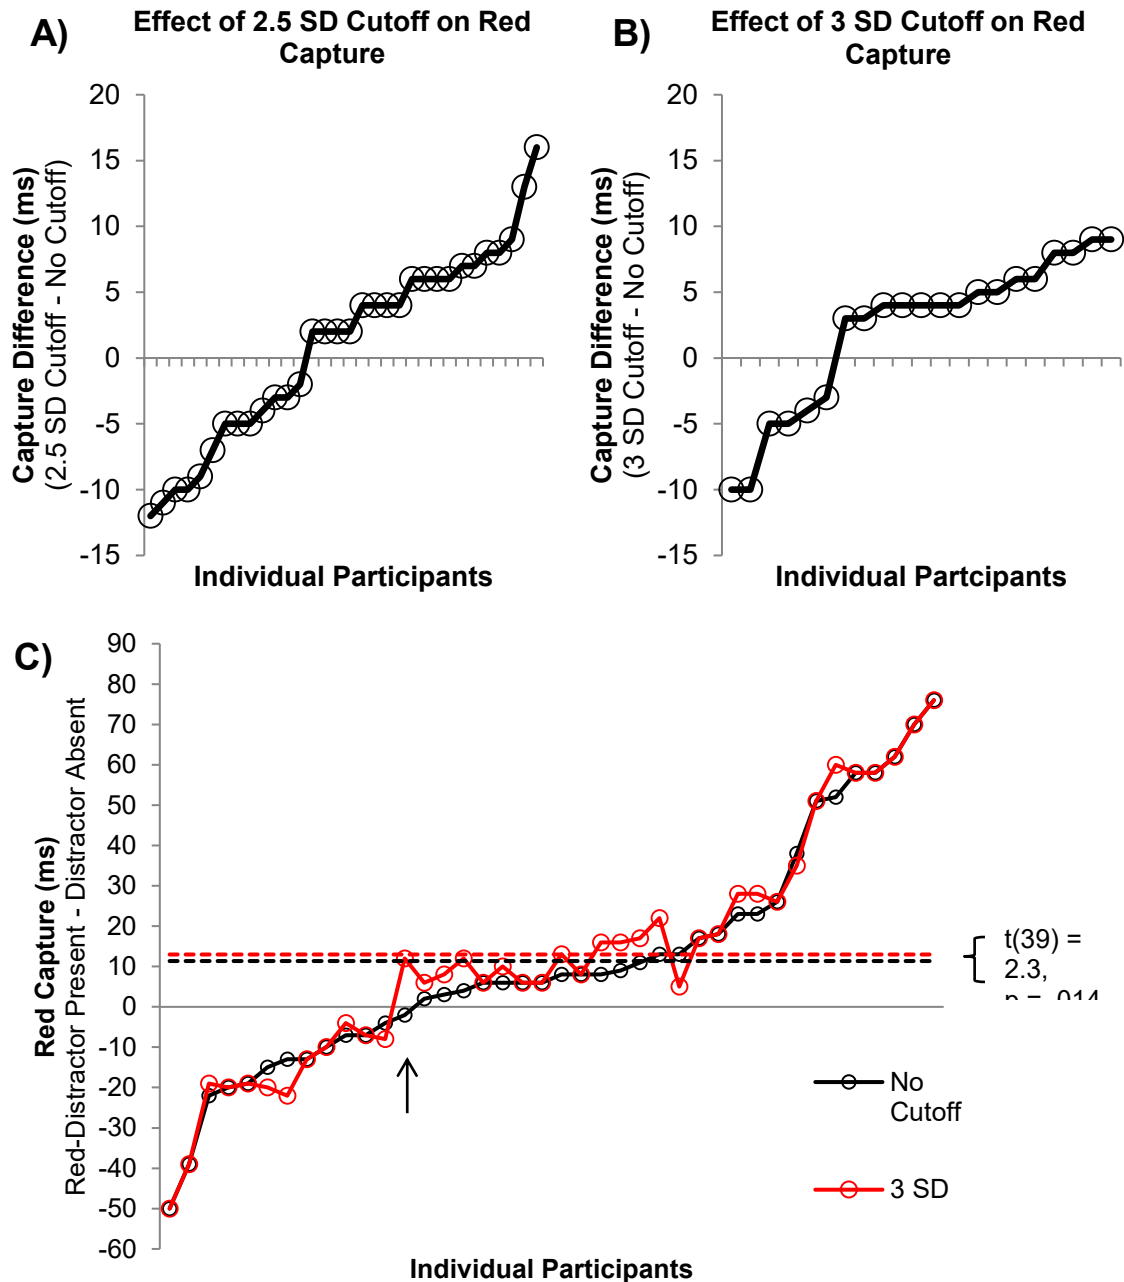 A)
Effect of 2.5 SD Cutoff on Red
Capture
20
15
10
5
0
-5
-10
-15
Capture Difference (ms)
(2.5 SD Cutoff - No Cutoff)
Individual Participants
B)
Effect of 3 SD Cutoff on Red
Capture
20
15
10
5
0
-5
-10
-15
Capture Difference (ms)
(3 SD Cutoff - No Cutoff)
Individual Partcipants
C)
90
80
70
60
50
40
30
20
10
0
-10
-20
-30
-40
-50
-60
Red Capture (ms)
Red-Distractor Present - Distractor Absent
t(39) =
2.3,
p = .014
No
Cutoff
3 SD
Individual Participants